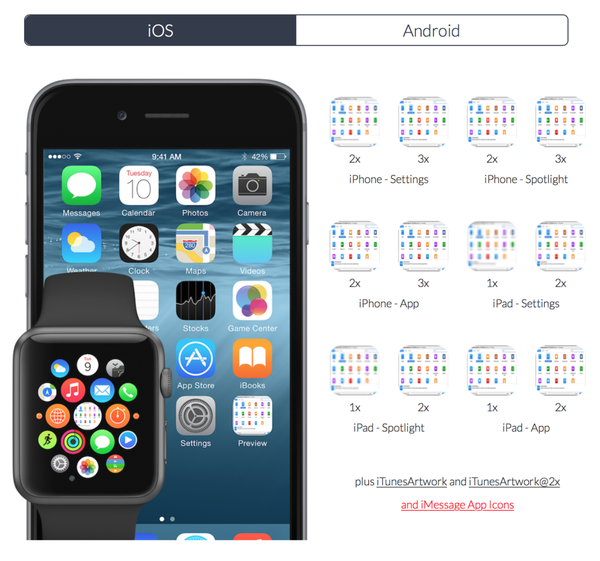 iOS
Android
9:41 AM
42%
Tuesday
10
Messages
Calendar
Photos
Camera
280
Weather
Clock
Maps
Videos
Stocks
Game Center
App Store
iBooks
Settings
Preview
Tue
9
2x
3x
2x
3x
iPhone - Settings
iPhone - Spotlight
2x
3x
1x
2x
iPhone - App
iPad - Settings
1x
2x
1x
2x
iPad - Spotlight
iPad - App
plus iTunesArtwork and iTunesArtwork@2x
and iMessage App Icons